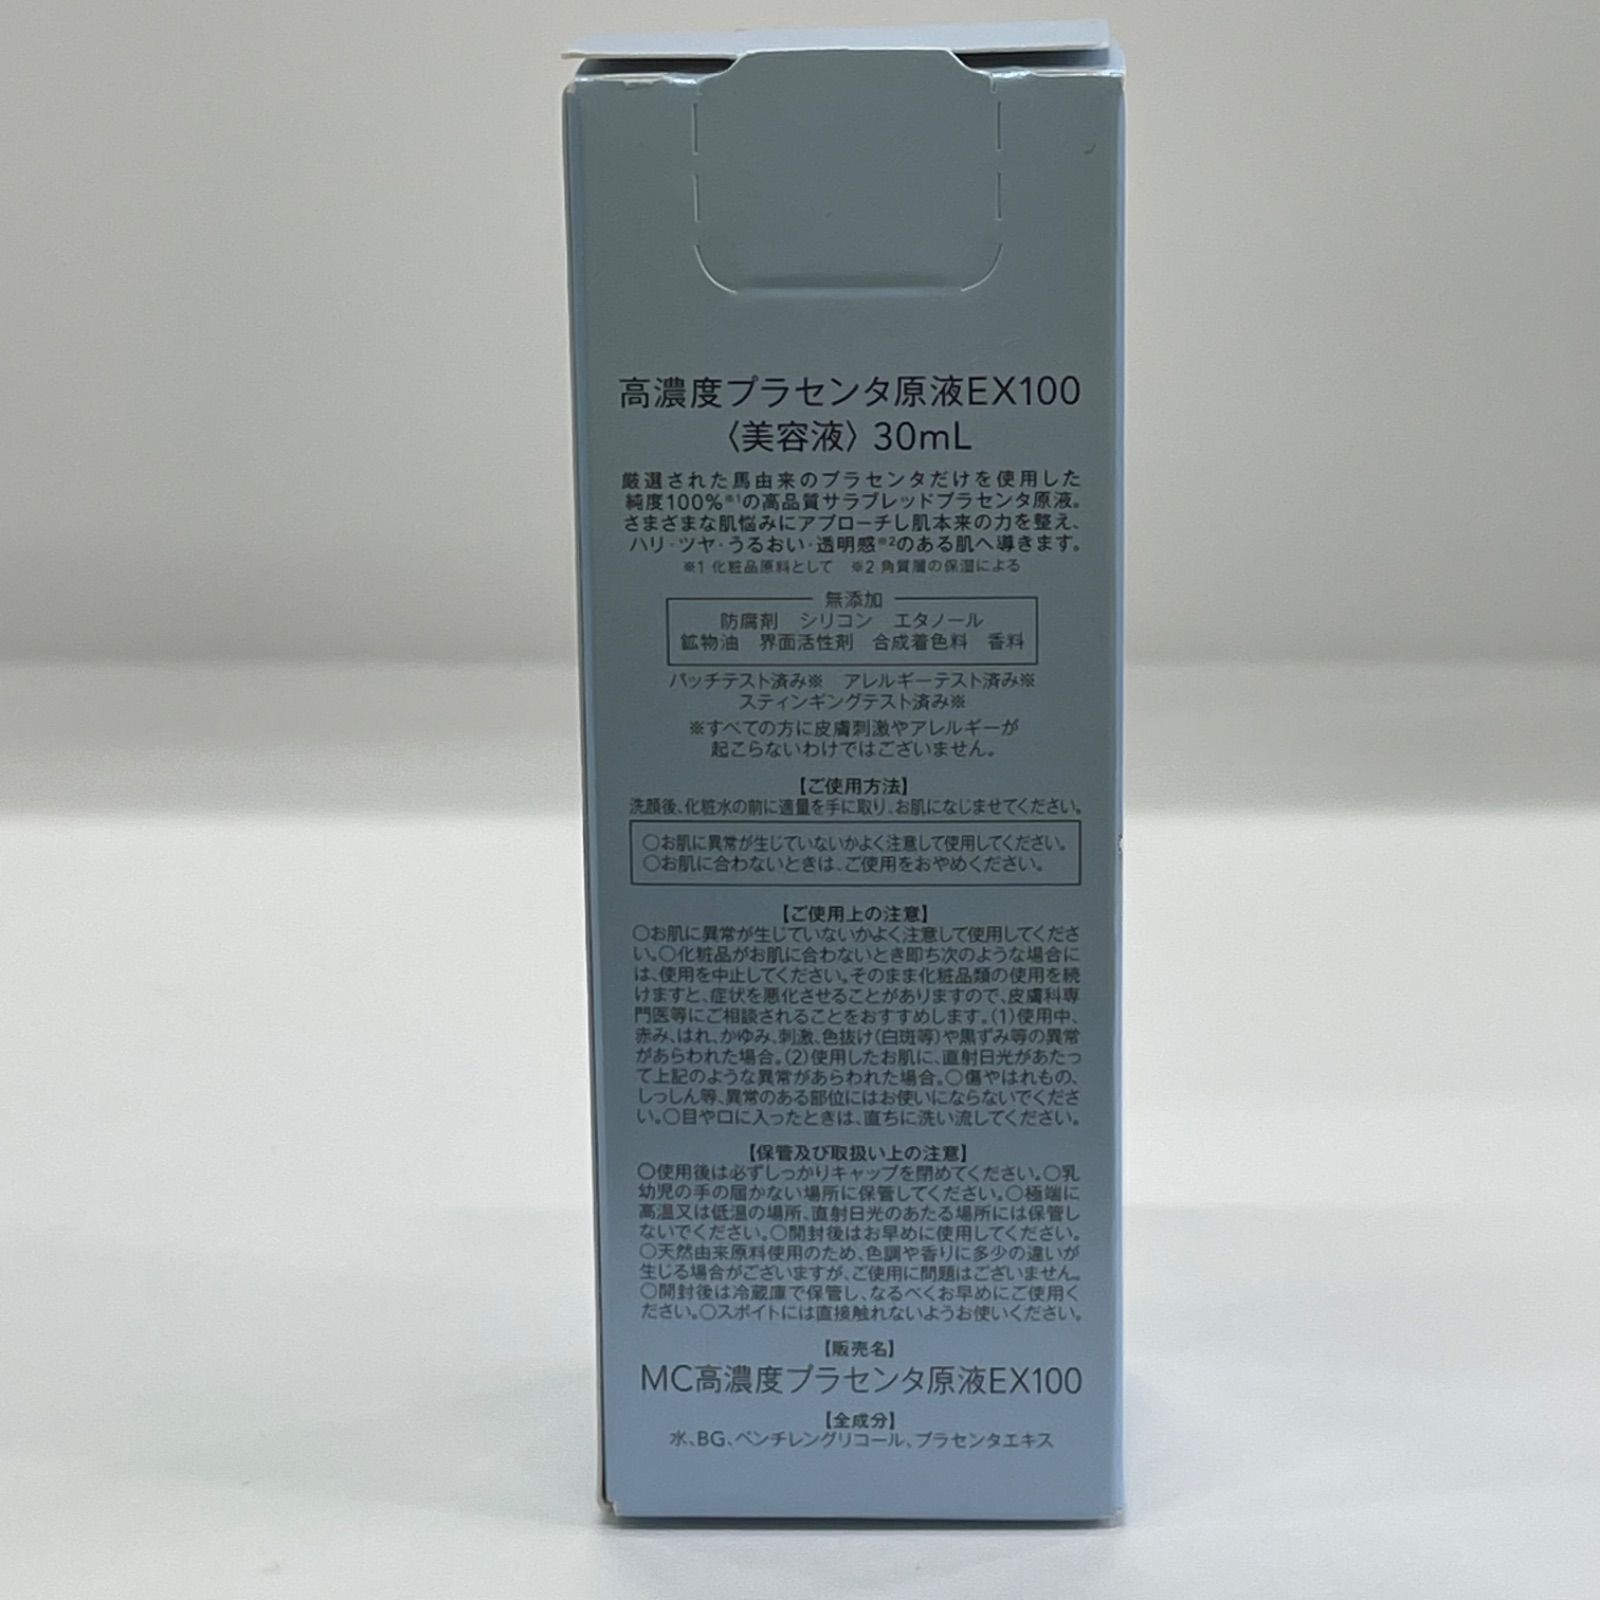 高濃度プラセンタ原液EX100
〈美容液〉 30mL
厳選された馬由来のプラセンタだけを使用した
純度100%※1の高品質サラブレッドプラセンタ原液。
さまざまな肌悩みにアプローチし肌本来の力を整え、
ハリ・ツヤ・うるおい・透明感※2のある肌へ導きます。
※1 化粧品原料として ※2 角質層の保湿による
無添加
防腐剤 シリコン エタノール
鉱物油 界面活性剤 合成着色料 香料
パッチテスト済み※ アレルギーテスト済み※
スティンギングテスト済み※
※すべての方に皮膚刺激やアレルギーが
起こらないわけではございません。
【ご使用方法】
洗顔後、化粧水の前に適量を手に取り、お肌になじませてください。
○お肌に異常が生じていないかよく注意して使用してください。
○お肌に合わないときは、ご使用をおやめください。
【ご使用上の注意】
○お肌に異常が生じていないかよく注意して使用してくださ
い。○化粧品がお肌に合わないとき即ち次のような場合に
は、使用を中止してください。そのまま化粧品類の使用を続
けますと、症状を悪化させることがありますので、皮膚科専
門医等にご相談されることをおすすめします。(1)使用中、
赤み、はれ、かゆみ、刺激、色抜け(白斑等)や黒ずみ等の異常
があらわれた場合。(2)使用したお肌に、直射日光があたっ
て上記のような異常があらわれた場合。○傷やはれもの、
しっしん等、異常のある部位にはお使いにならないでくださ
い。○目や口に入ったときは、直ちに洗い流してください。
【保管及び取扱い上の注意】
○使用後は必ずしっかりキャップを閉めてください。○乳
幼児の手の届かない場所に保管してください。○極端に
高温又は低温の場所、直射日光のあたる場所には保管し
ないでください。○開封後はお早めに使用してください。
○天然由来原料使用のため、色調や香りに多少の違いが
生じる場合がございますが、ご使用に問題はございません。
○開封後は冷蔵庫で保管し、なるべくお早めにご使用く
ださい。○スポイトには直接触れないようお使いください。
【販売名】
MC高濃度プラセンタ原液EX100
【全成分】
水、BG、ペンチレングリコール、プラセンタエキス